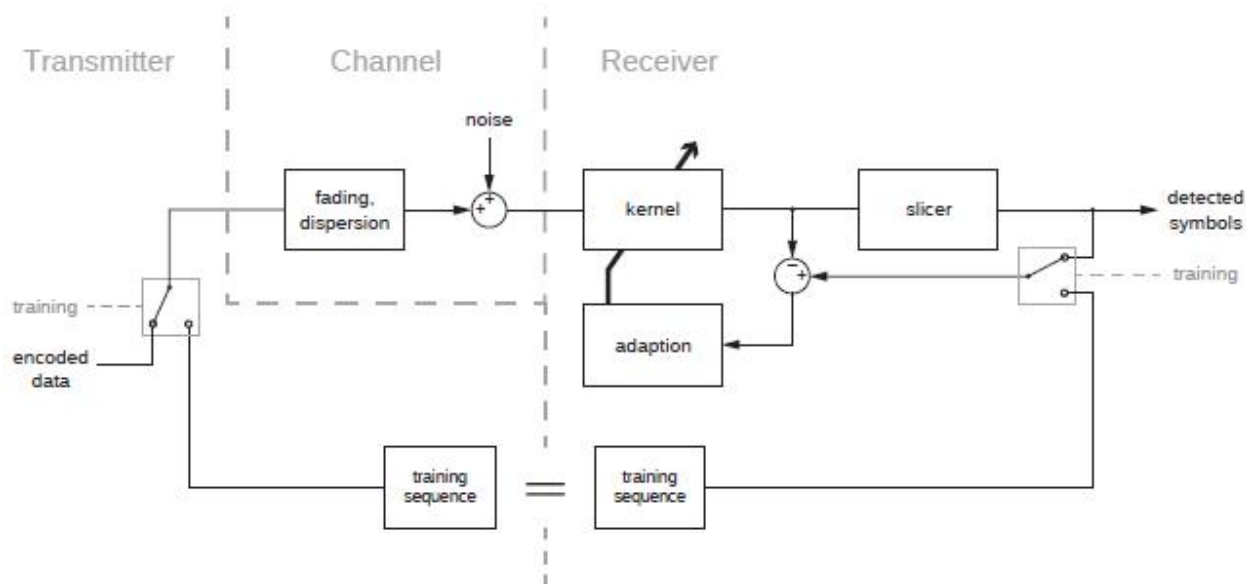 Transmitter
Channel
Receiver
noise
fading,
dispersion
+
+
kernel
slicer
detected
symbols
−
+
training
training
encoded
data
adaption
training
sequence
=
training
sequence